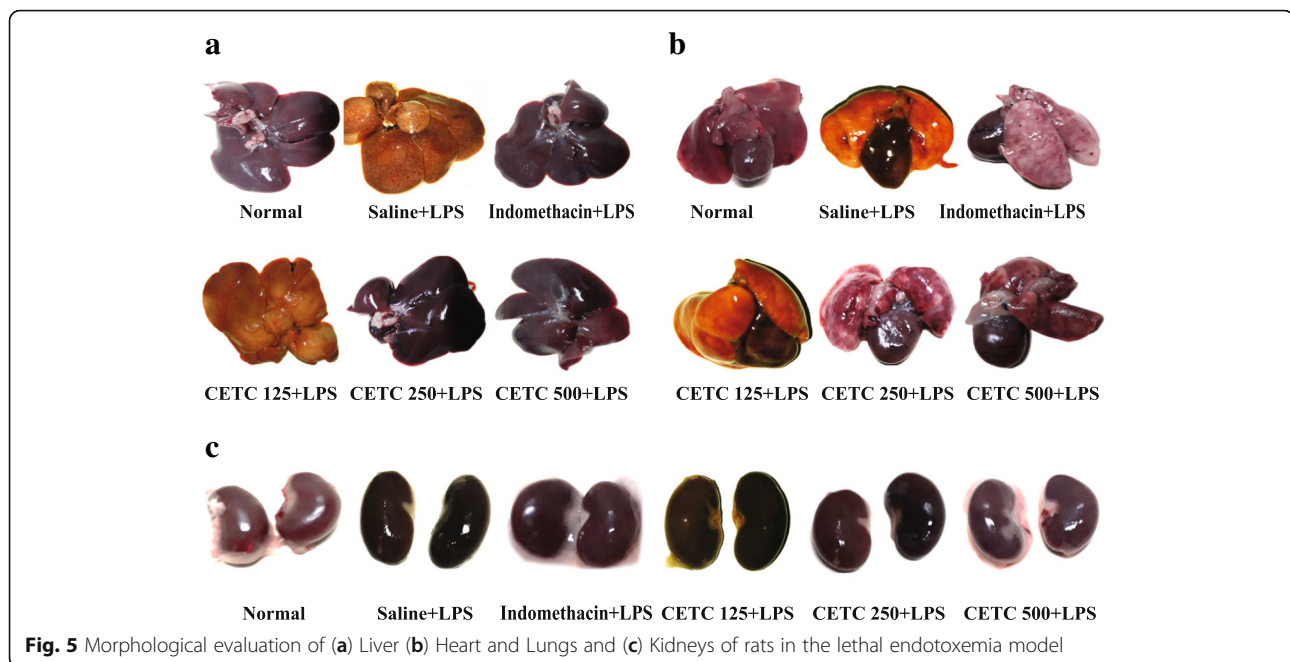 a b
Normal Saline+LPS Indomethacin+LPS Normal Saline+LPS Indomethacin+LPS
CETC 125+LPS CETC 250+LPS CETC 500+LPS CETC 125+LPS CETC 250+LPS CETC 500+LPS
c
Normal Saline+LPS Indomethacin+LPS CETC 125+LPS CETC 250+LPS CETC 500+LPS
Fig. 5 Morphological evaluation of (a) Liver (b) Heart and Lungs and (c) Kidneys of rats in the lethal endotoxemia model